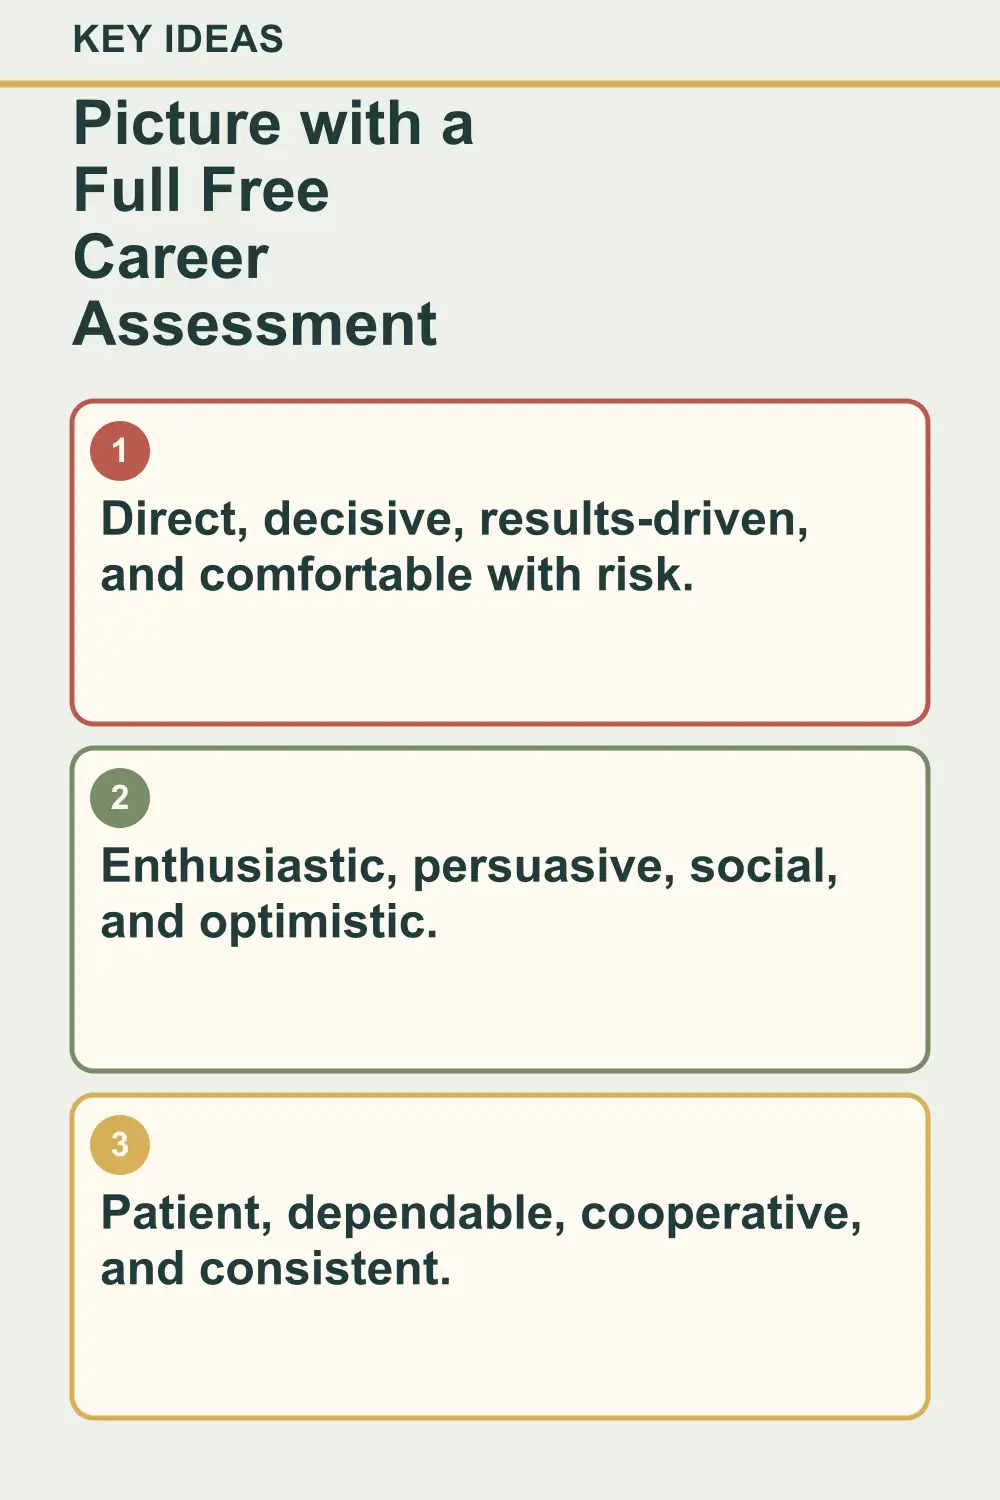 KEY IDEAS
Picture with a
Full Free
Career
Assessment
1
Direct, decisive, results-driven,
and comfortable with risk.
2
Enthusiastic, persuasive, social,
and optimistic.
3
Patient, dependable, cooperative,
and consistent.